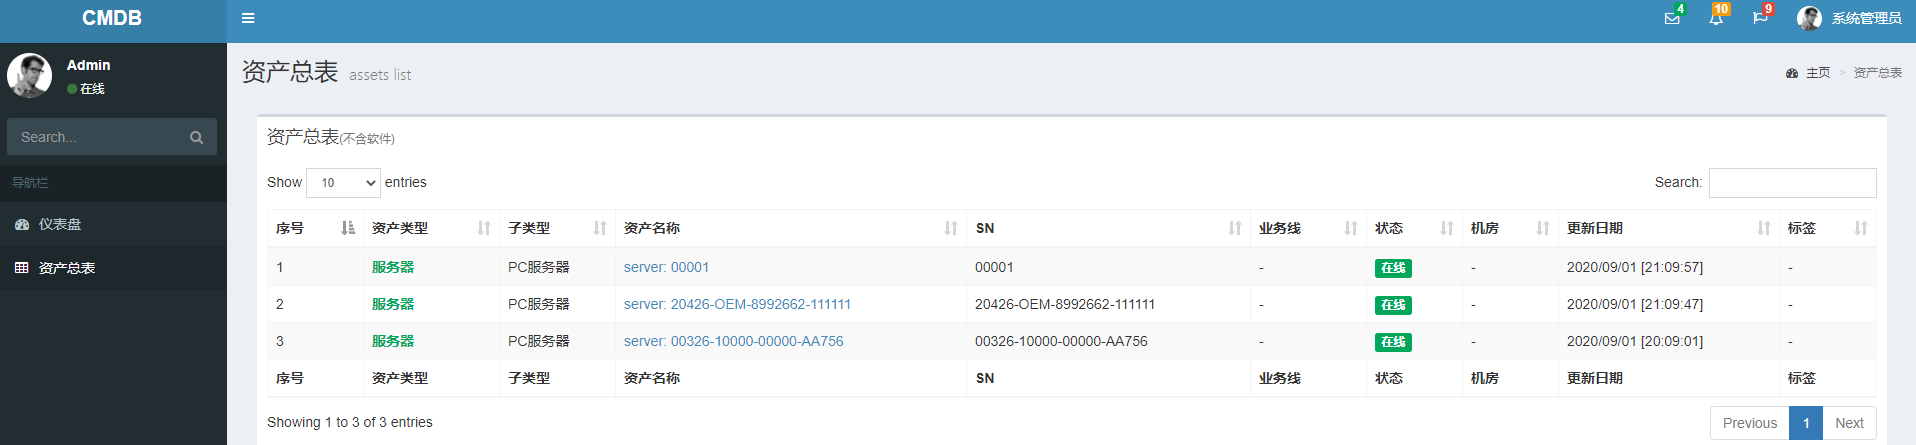 CMDB
4 10 9 系统管理员
Admin
在线
Search...
导航栏
仪表盘
资产总表
资产总表 assets list
主页 > 资产总表
资产总表(不含软件)
Show 10 entries Search:
序号 资产类型 子类型 资产名称 SN 业务线 状态 机房 更新日期 标签
1 服务器 PC服务器 server: 00001 00001 - 在线 - 2020/09/01 [21:09:57] -
2 服务器 PC服务器 server: 20426-OEM-8992662-111111 20426-OEM-8992662-111111 - 在线 - 2020/09/01 [21:09:47] -
3 服务器 PC服务器 server: 00326-10000-00000-AA756 00326-10000-00000-AA756 - 在线 - 2020/09/01 [20:09:01] -
序号 资产类型 子类型 资产名称 SN 业务线 状态 机房 更新日期 标签
Showing 1 to 3 of 3 entries Previous 1 Next